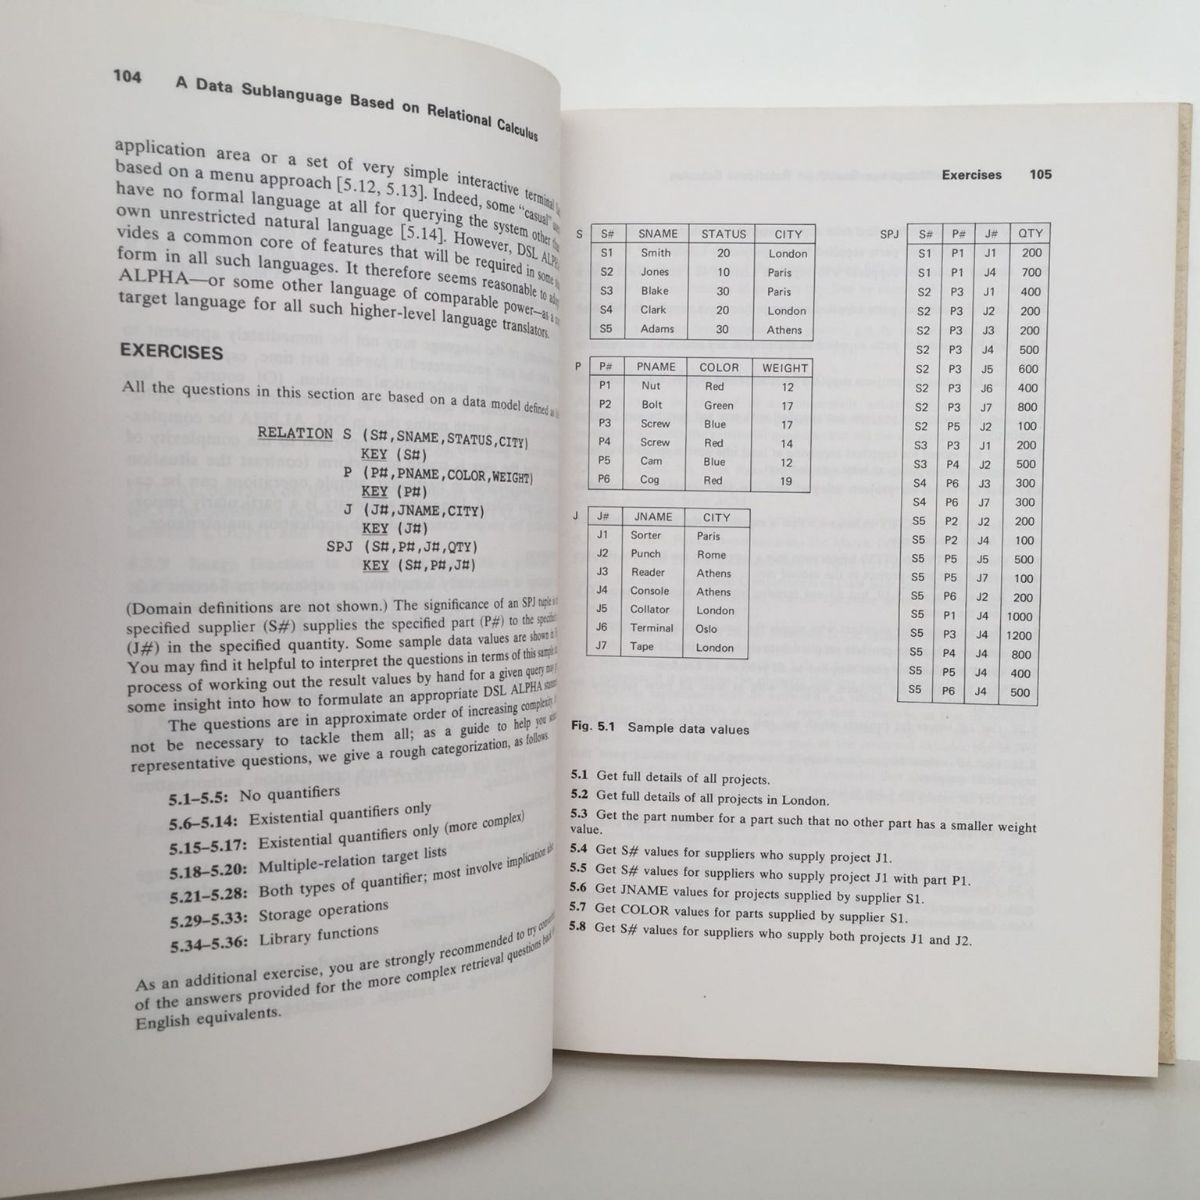 104 A Data Sublanguage Based on Relational Calculus
application area or a set of very simple interactive terminal
based on a menu approach [5.12, 5.13]. Indeed, some "casual"
have no formal language at all for querying the system other
own unrestricted natural language [5.14]. However, DSL ALPHA
vides a common core of features that will be required in some
form in all such languages. It therefore seems reasonable to
ALPHA—or some other language of comparable power—as a
target language for all such higher-level language translators.
EXERCISES
All the questions in this section are based on a data model defined as
RELATION S (S#,SNAME,STATUS,CITY)
KEY (S#)
P (P#,PNAME,COLOR,WEIGHT)
KEY (P#)
J (J#,JNAME,CITY)
KEY (J#)
SPJ (S#,P#,J#,QTY)
KEY (S#,P#,J#)
(Domain definitions are not shown.) The significance of an SPJ tuple is
specified supplier (S#) supplies the specified part (P#) to the
(J#) in the specified quantity. Some sample data values are shown in
You may find it helpful to interpret the questions in terms of this
process of working out the result values by hand for a given query may
some insight into how to formulate an appropriate DSL ALPHA
The questions are in approximate order of increasing complexity.
not be necessary to tackle them all; as a guide to help you
representative questions, we give a rough categorization, as follows.
5.1–5.5: No quantifiers
5.6–5.14: Existential quantifiers only
5.15–5.17: Existential quantifiers only (more complex)
5.18–5.20: Multiple-relation target lists
5.21–5.28: Both types of quantifier; most involve implication
5.29–5.33: Storage operations
5.34–5.36: Library functions
As an additional exercise, you are strongly recommended to try
of the answers provided for the more complex retrieval questions back
English equivalents.
Exercises 105
S S# SNAME STATUS CITY
S1 Smith 20 London
S2 Jones 10 Paris
S3 Blake 30 Paris
S4 Clark 20 London
S5 Adams 30 Athens
P P# PNAME COLOR WEIGHT
P1 Nut Red 12
P2 Bolt Green 17
P3 Screw Blue 17
P4 Screw Red 14
P5 Cam Blue 12
P6 Cog Red 19
J J# JNAME CITY
J1 Sorter Paris
J2 Punch Rome
J3 Reader Athens
J4 Console Athens
J5 Collator London
J6 Terminal Oslo
J7 Tape London
SPJ S# P# J# QTY
S1 P1 J1 200
S1 P1 J4 700
S2 P3 J1 400
S2 P3 J2 200
S2 P3 J3 200
S2 P3 J4 500
S2 P3 J5 600
S2 P3 J6 400
S2 P3 J7 800
S2 P5 J2 100
S3 P3 J1 200
S3 P4 J2 500
S4 P6 J3 300
S4 P6 J7 300
S5 P2 J2 200
S5 P2 J4 100
S5 P5 J5 500
S5 P5 J7 100
S5 P6 J2 200
S5 P1 J4 1000
S5 P3 J4 1200
S5 P4 J4 800
S5 P5 J4 400
S5 P6 J4 500
Fig. 5.1 Sample data values
5.1 Get full details of all projects.
5.2 Get full details of all projects in London.
5.3 Get the part number for a part such that no other part has a smaller weight
value.
5.4 Get S# values for suppliers who supply project J1.
5.5 Get S# values for suppliers who supply project J1 with part P1.
5.6 Get JNAME values for projects supplied by supplier S1.
5.7 Get COLOR values for parts supplied by supplier S1.
5.8 Get S# values for suppliers who supply both projects J1 and J2.